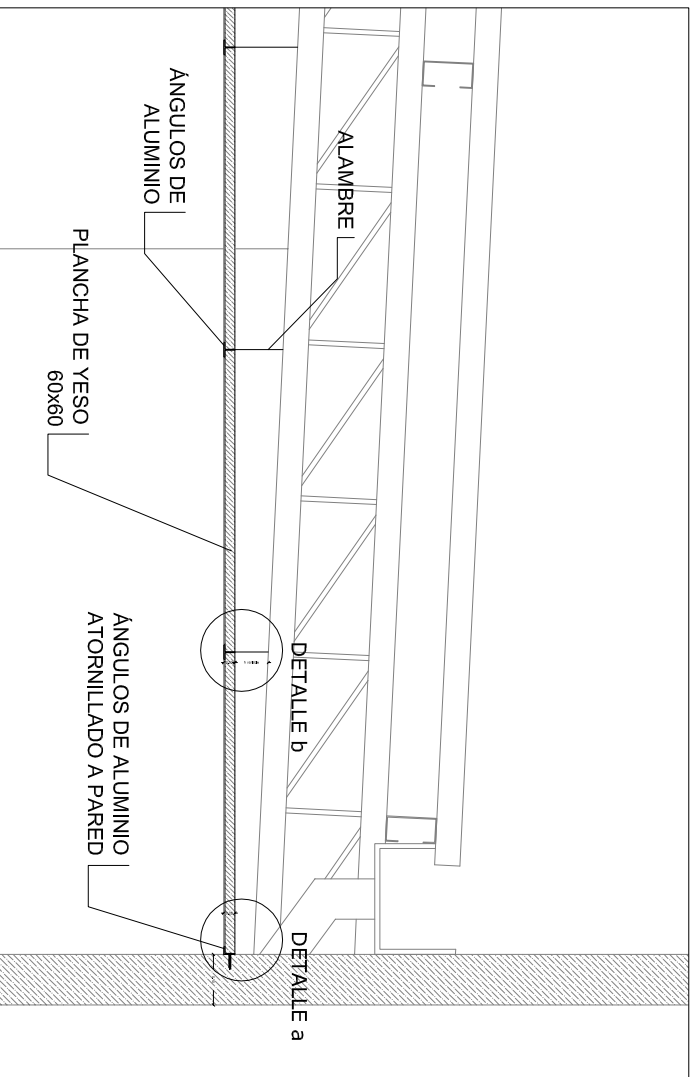 ÁNGULOS DE
ALUMINIO
ALAMBRE
PLANCHA DE YESO
60x60
DETALLE b
ÁNGULOS DE ALUMINIO
ATORNILLADO A PARED
DETALLE a